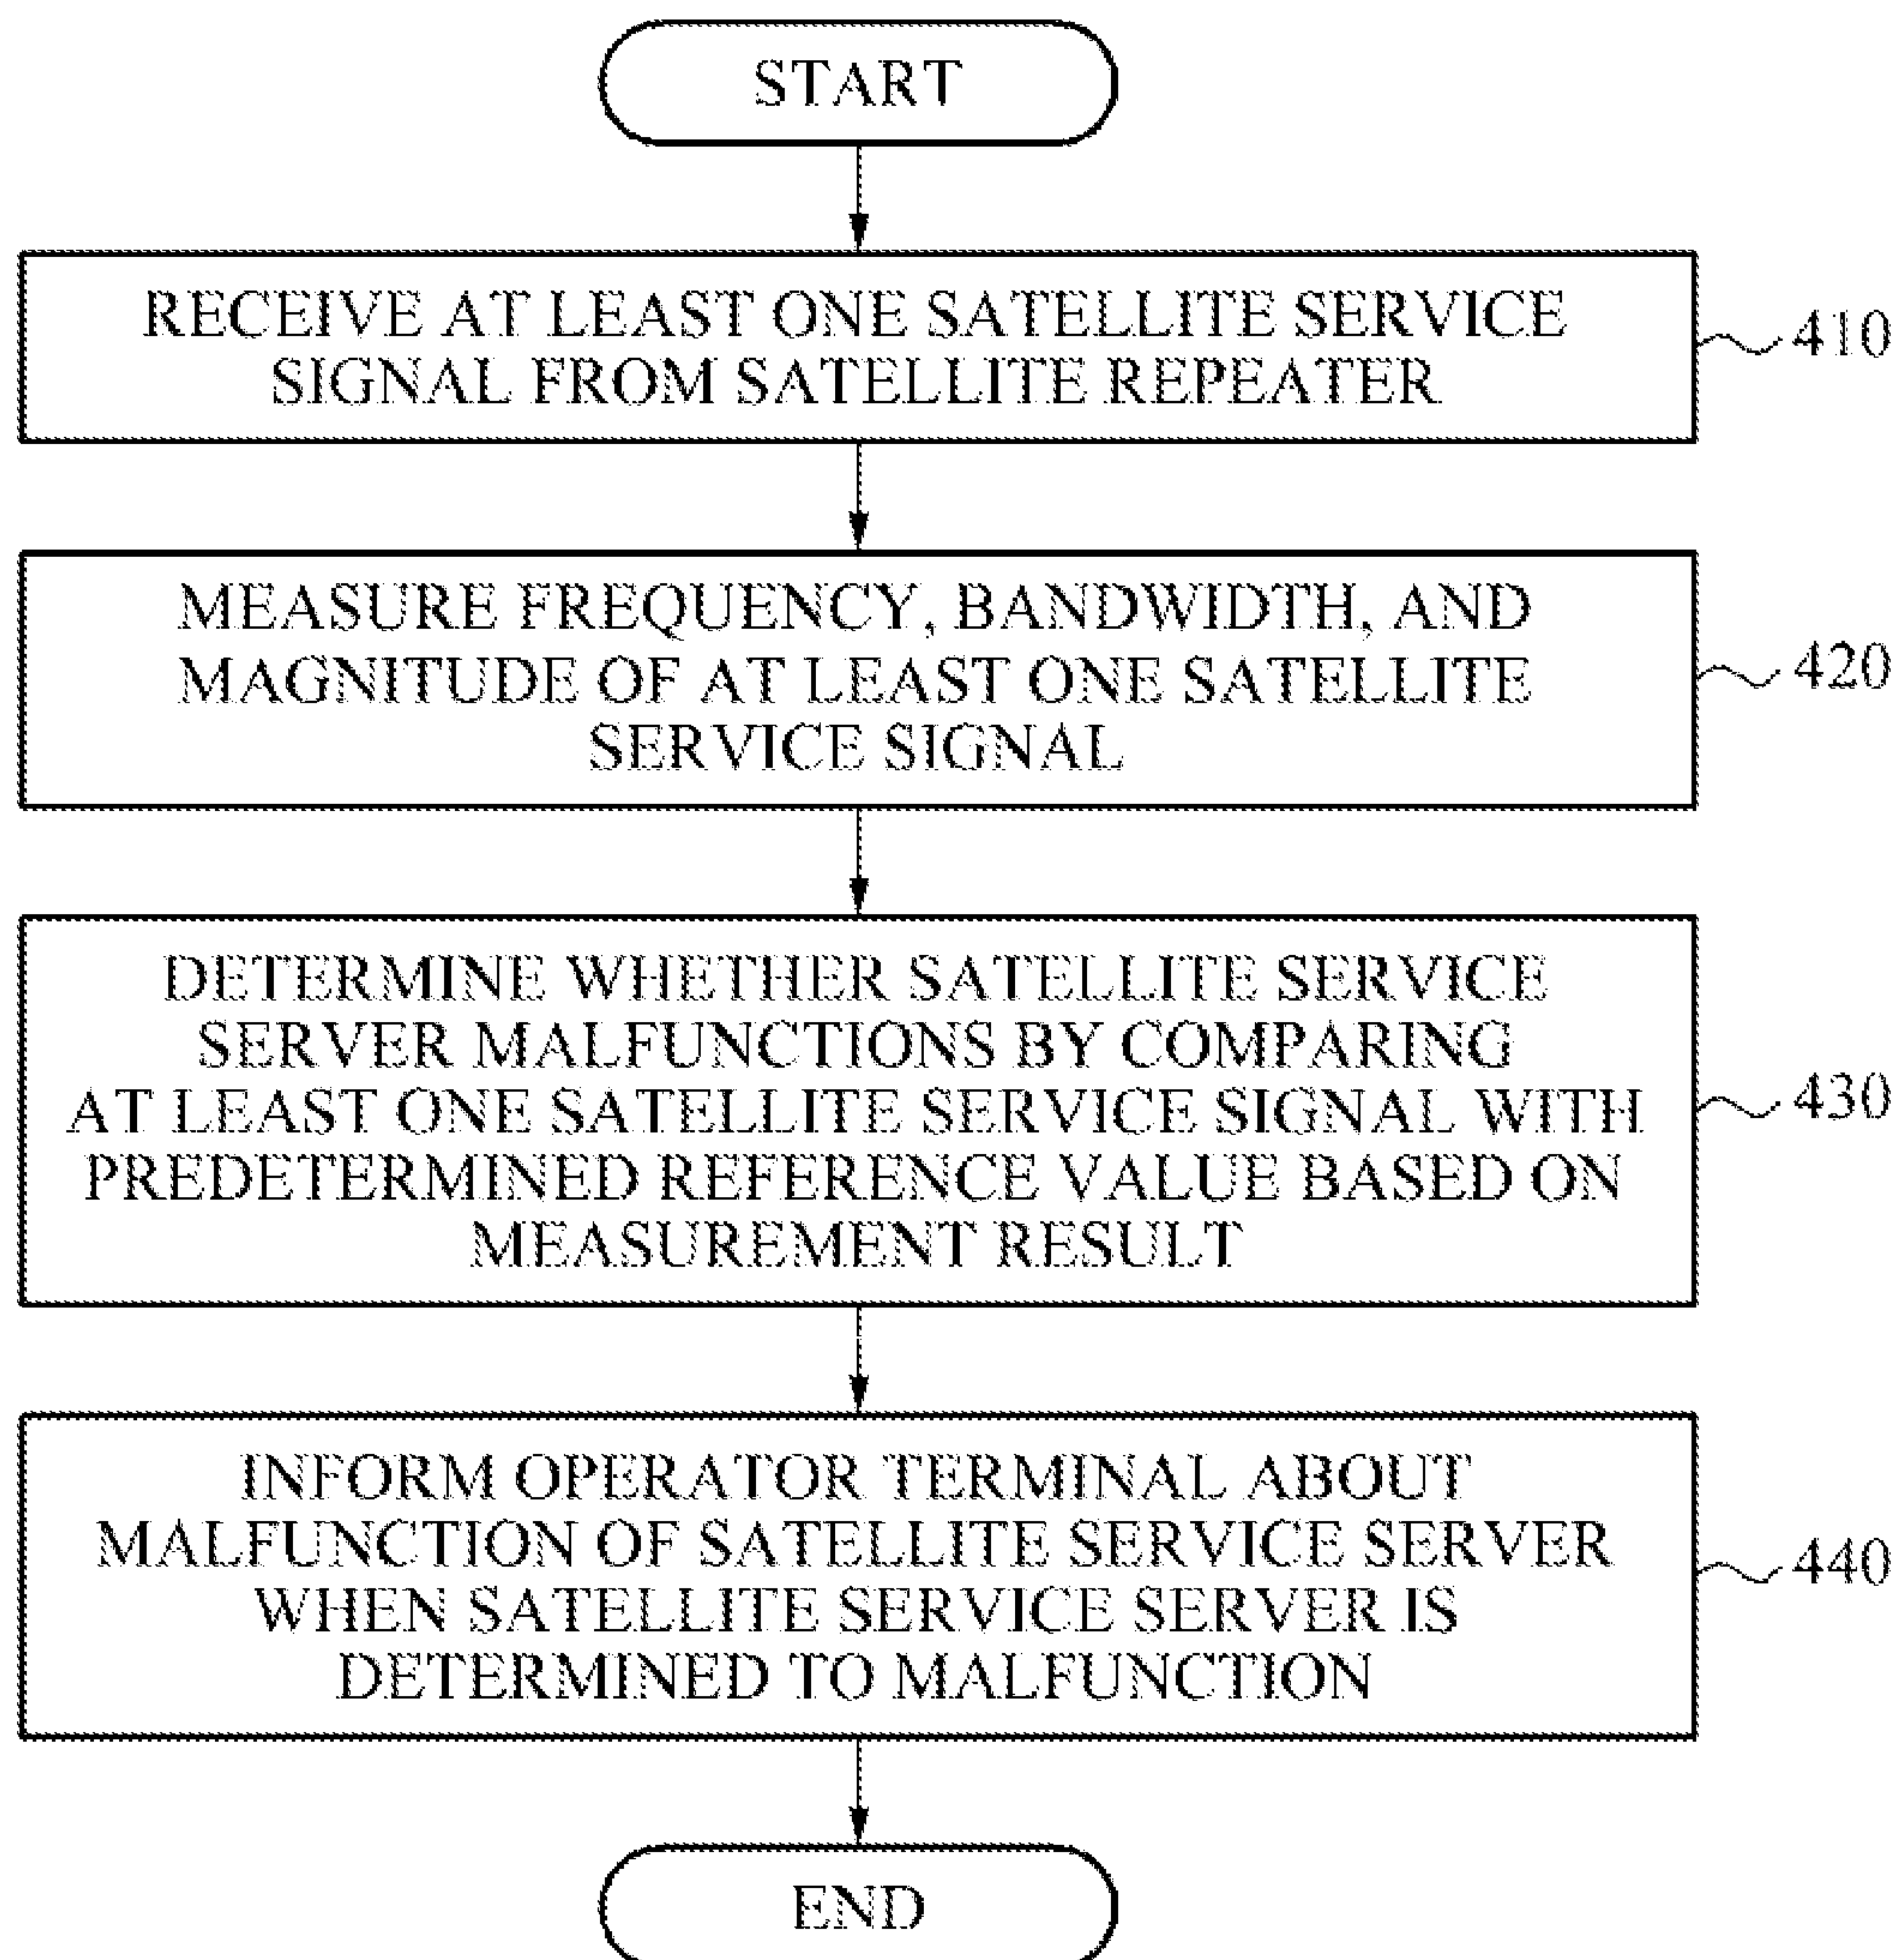 START
RECEIVE AT LEAST ONE SATELLITE SERVICE
SIGNAL FROM SATELLITE REPEATER
410
MEASURE FREQUENCY, BANDWIDTH, AND
MAGNITUDE OF AT LEAST ONE SATELLITE
SERVICE SIGNAL
420
DETERMINE WHETHER SATELLITE SERVICE
SERVER MALFUNCTIONS BY COMPARING
AT LEAST ONE SATELLITE SERVICE SIGNAL WITH
PREDETERMINED REFERENCE VALUE BASED ON
MEASUREMENT RESULT
430
INFORM OPERATOR TERMINAL ABOUT
MALFUNCTION OF SATELLITE SERVICE SERVER
WHEN SATELLITE SERVICE SERVER IS
DETERMINED TO MALFUNCTION
440
END